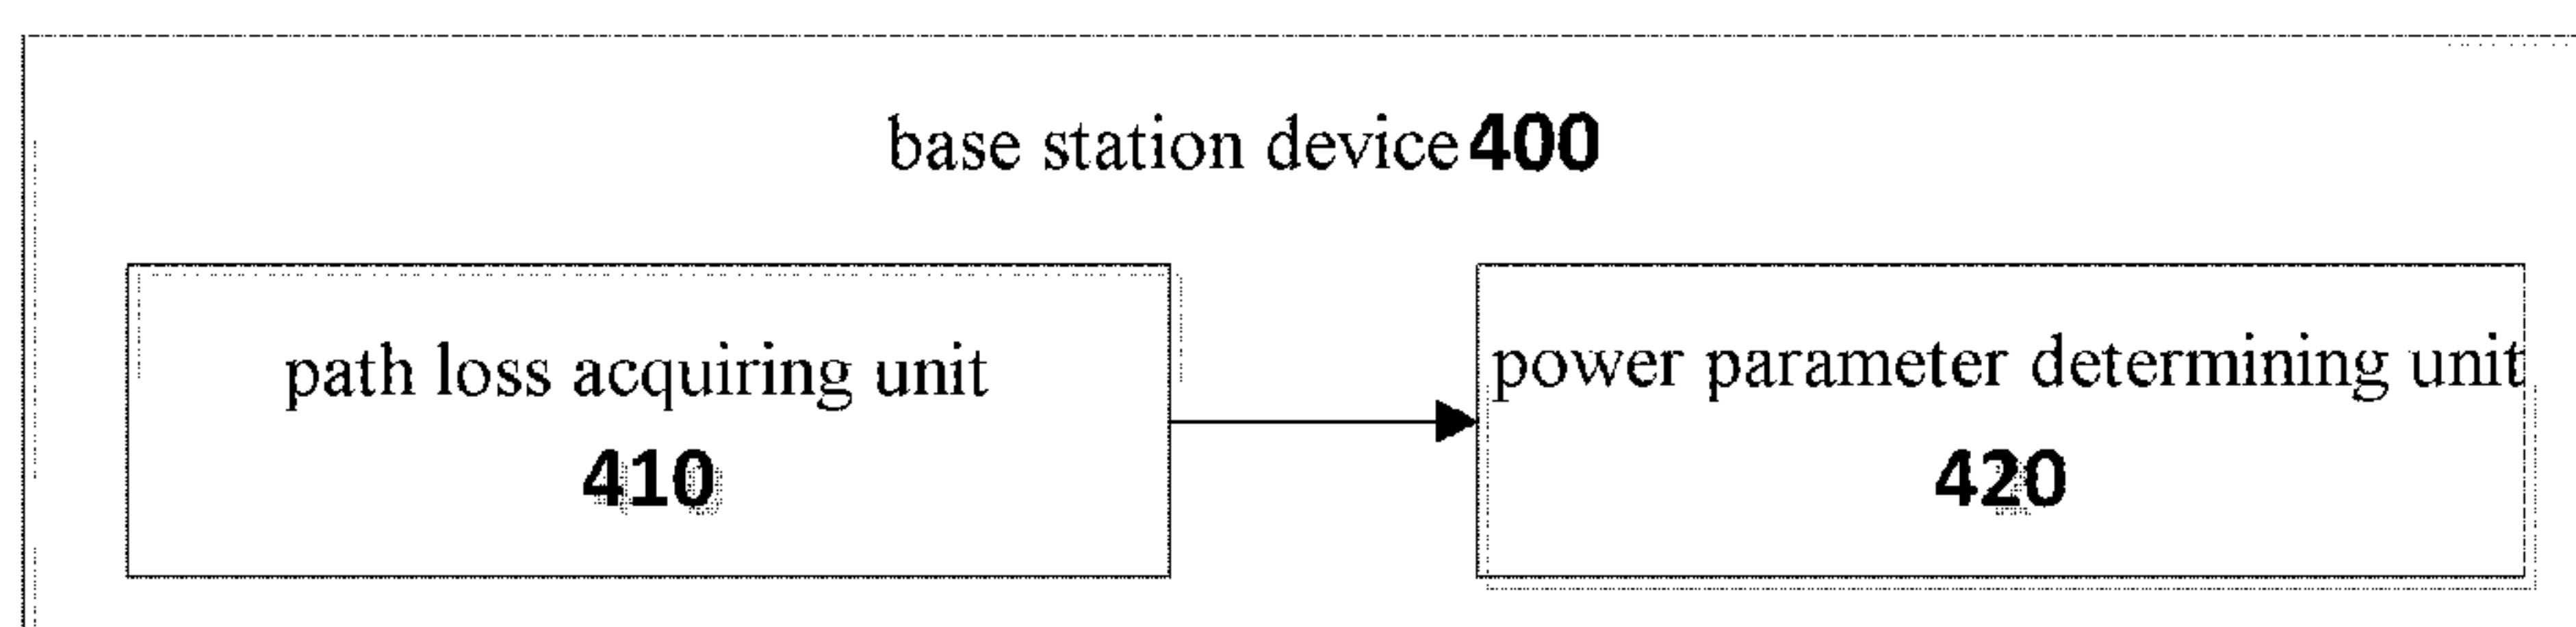 base station device 400
path loss acquiring unit
410
power parameter determining unit
420